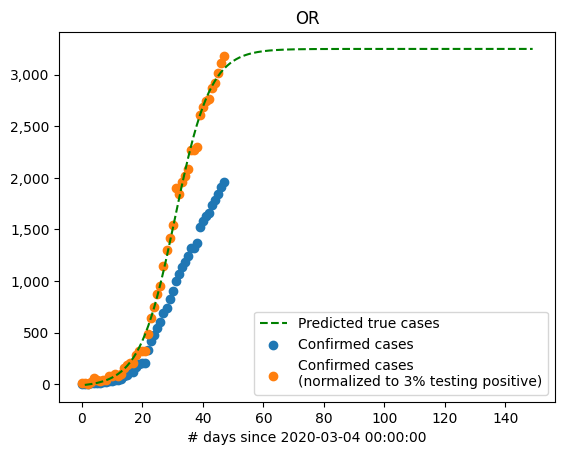 OR
3,000
2,500
2,000
1,500
1,000
500
0
0 20 40 60 80 100 120 140
# days since 2020-03-04 00:00:00
Predicted true cases
Confirmed cases
Confirmed cases
(normalized to 3% testing positive)